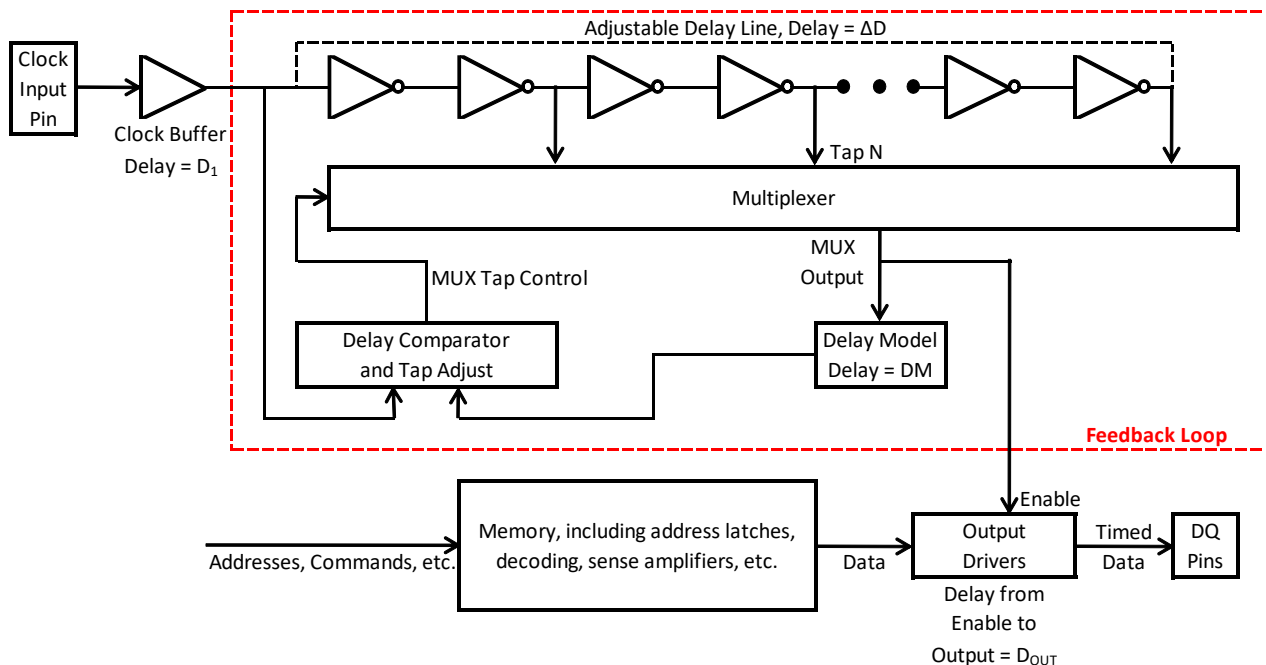 Adjustable Delay Line, Delay = ΔD
Clock
Input
Pin
Clock Buffer
Delay = D₁
Tap N
Multiplexer
MUX
Output
MUX Tap Control
Delay Comparator
and Tap Adjust
Delay Model
Delay = DM
Feedback Loop
Enable
Addresses, Commands, etc.
Memory, including address latches,
decoding, sense amplifiers, etc.
Data
Output
Drivers
Timed
Data
DQ
Pins
Delay from
Enable to
Output = D_OUT